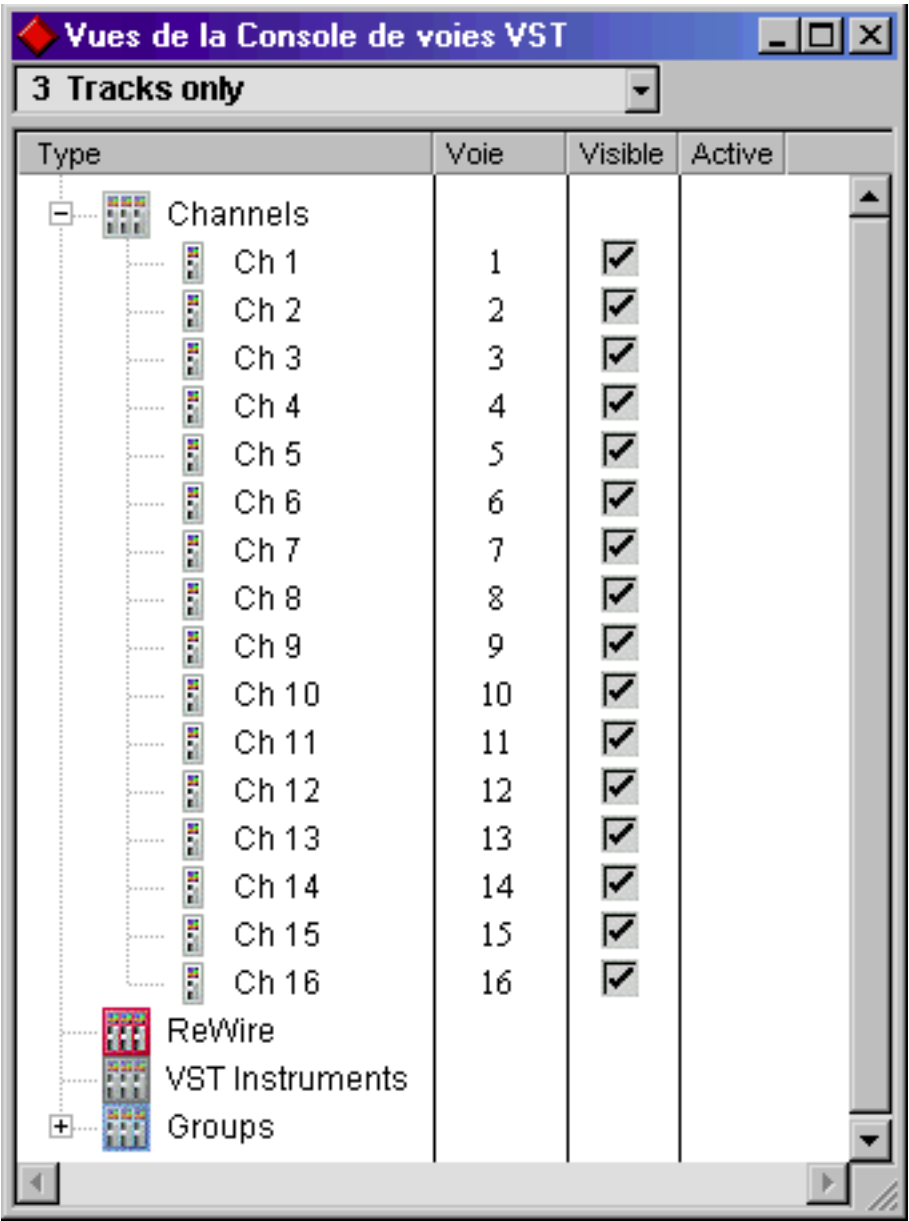 Vues de la Console de voies VST
3 Tracks only
Type Voie Visible Active
Channels
Ch 1 1
Ch 2 2
Ch 3 3
Ch 4 4
Ch 5 5
Ch 6 6
Ch 7 7
Ch 8 8
Ch 9 9
Ch 10 10
Ch 11 11
Ch 12 12
Ch 13 13
Ch 14 14
Ch 15 15
Ch 16 16
ReWire
VST Instruments
Groups